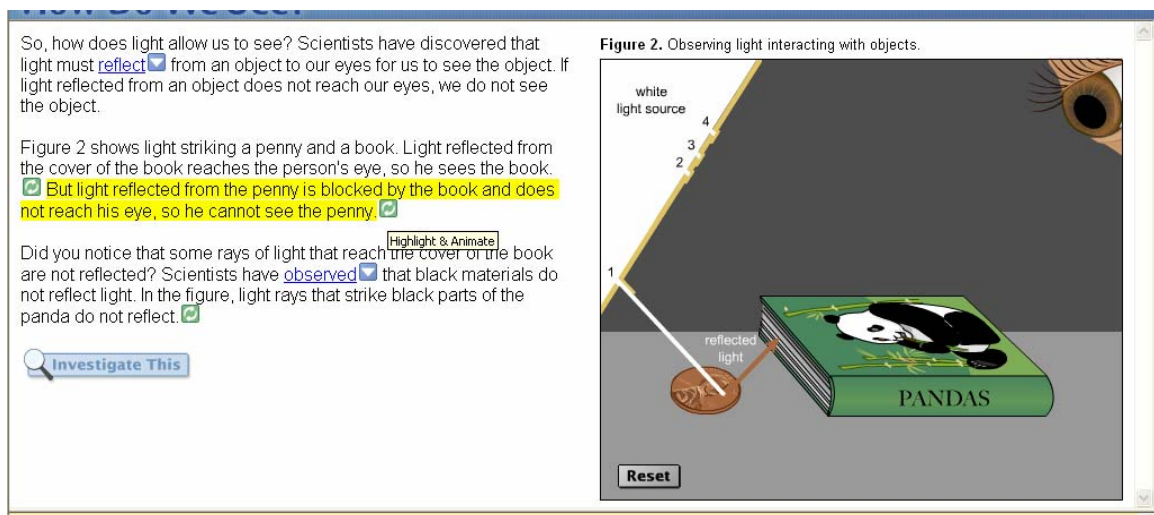 How Do We See?
So, how does light allow us to see? Scientists have discovered that
light must reflect from an object to our eyes for us to see the object. If
light reflected from an object does not reach our eyes, we do not see
the object.
Figure 2 shows light striking a penny and a book. Light reflected from
the cover of the book reaches the person's eye, so he sees the book.
But light reflected from the penny is blocked by the book and does
not reach his eye, so he cannot see the penny.
Highlight & Animate
Did you notice that some rays of light that reach the cover of the book
are not reflected? Scientists have observed that black materials do
not reflect light. In the figure, light rays that strike black parts of the
panda do not reflect.
Investigate This
Figure 2. Observing light interacting with objects.
white
light source
4
3
2
1
reflected
light
PANDAS
Reset